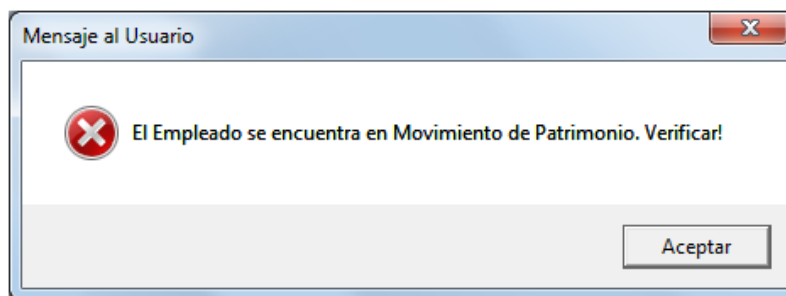 Mensaje al Usuario
El Empleado se encuentra en Movimiento de Patrimonio. Verificar!
Aceptar